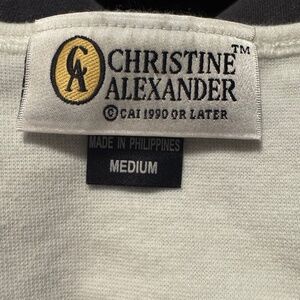 CA
CHRISTINE™
ALEXANDER
© CAI 1990 OR LATER
MADE IN PHILIPPINES
MEDIUM